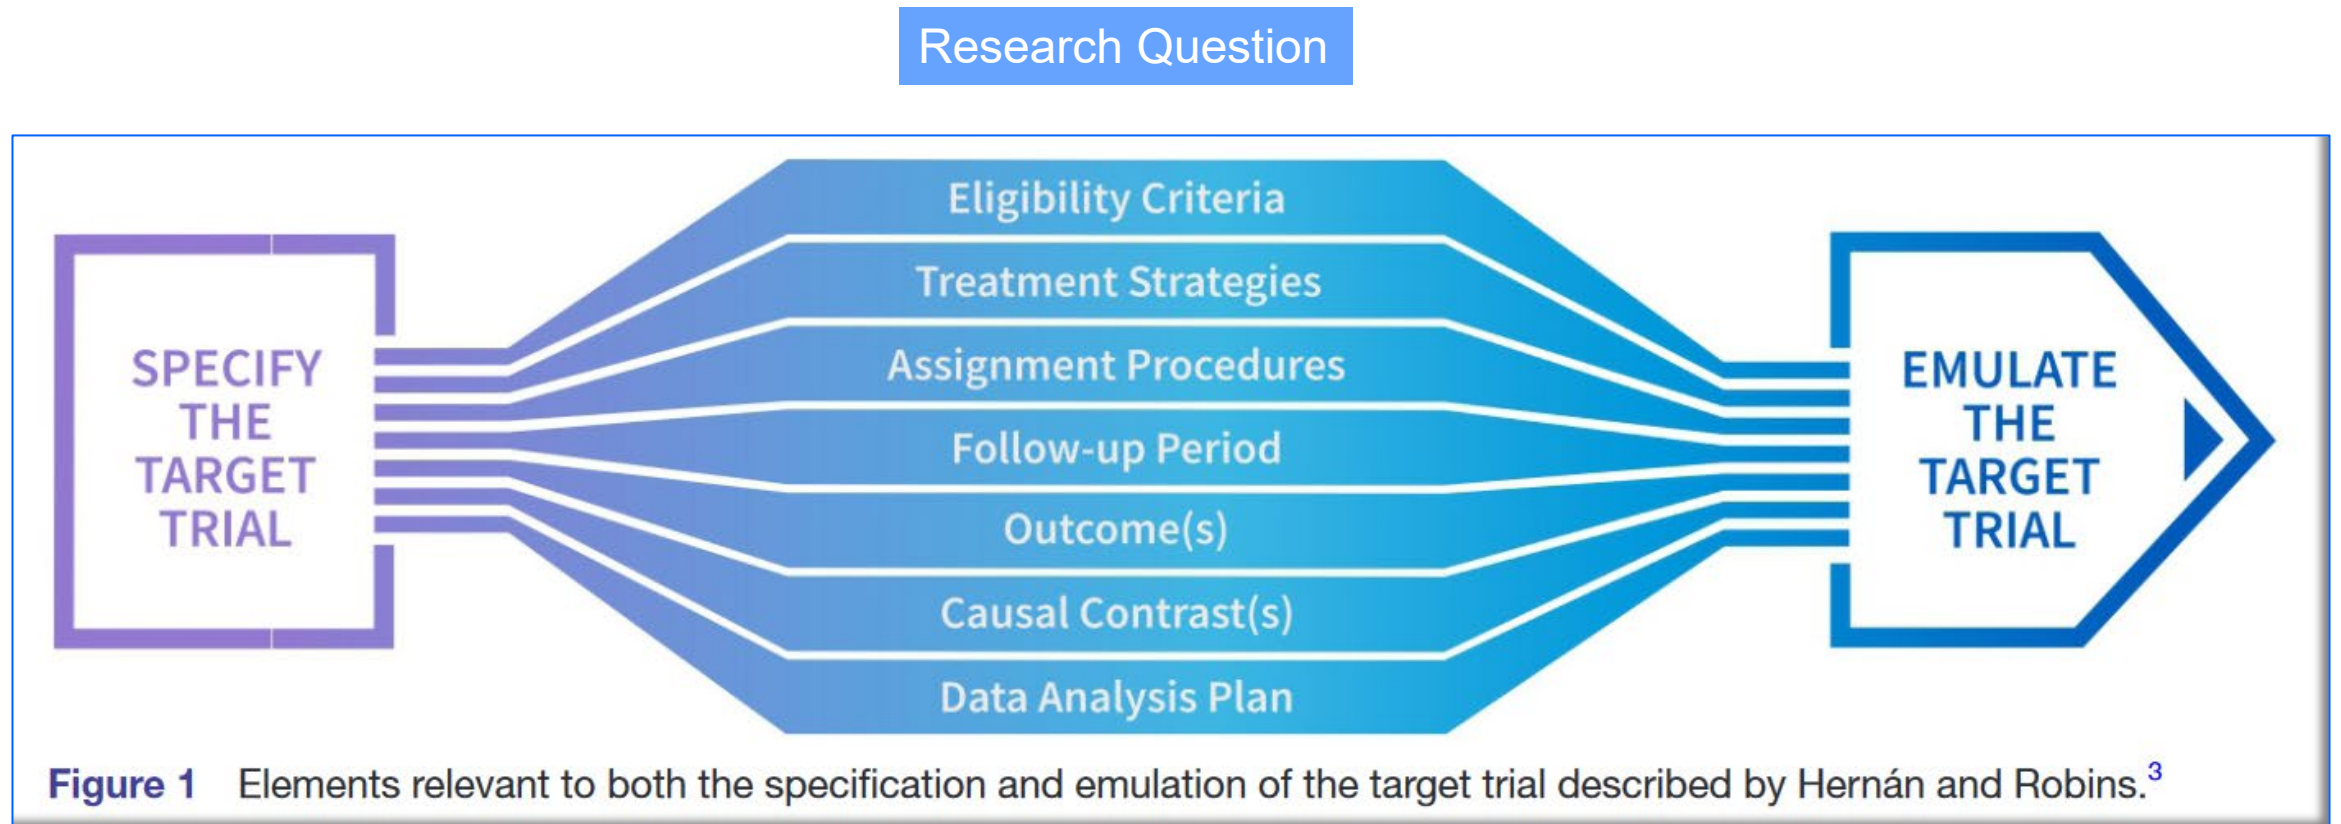 Research Question
SPECIFY
THE
TARGET
TRIAL
Eligibility Criteria
Treatment Strategies
Assignment Procedures
Follow-up Period
Outcome(s)
Causal Contrast(s)
Data Analysis Plan
EMULATE
THE
TARGET
TRIAL
Figure 1 Elements relevant to both the specification and emulation of the target trial described by Hernán and Robins.3